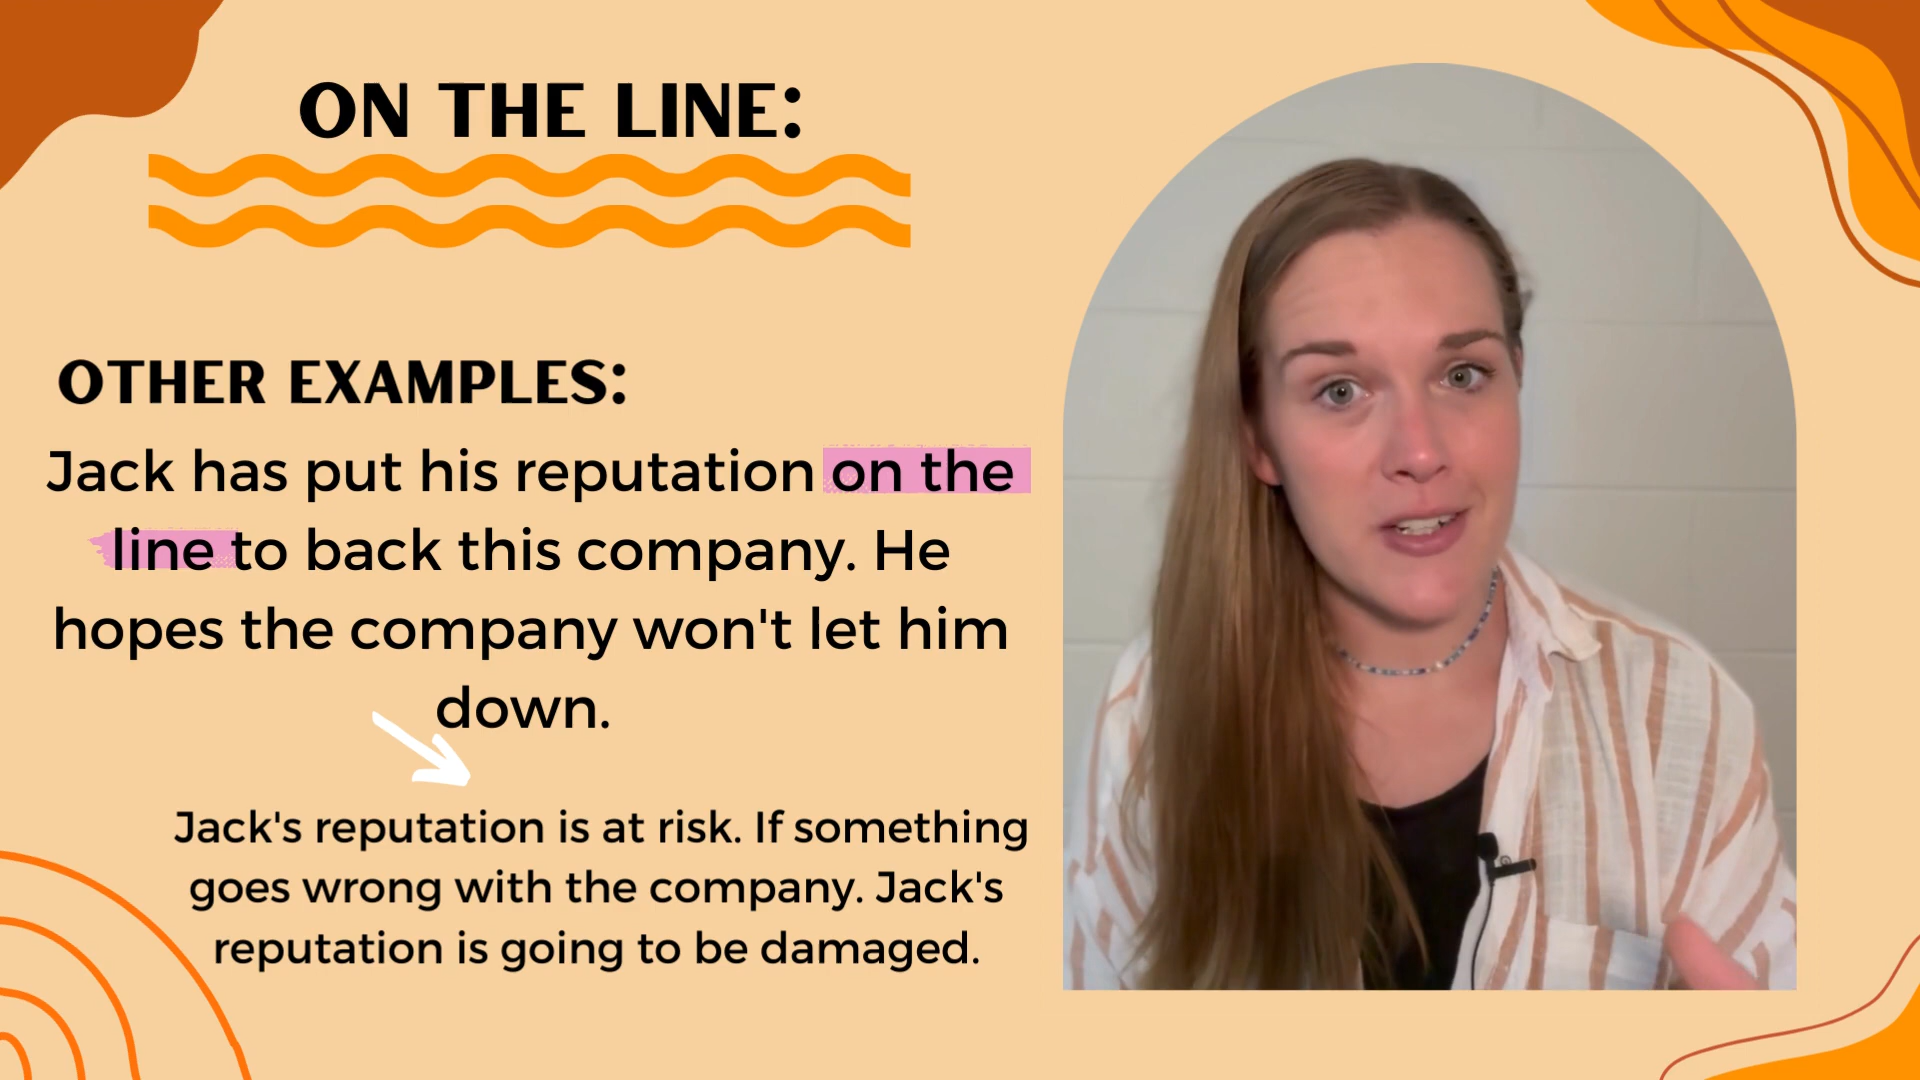 ON THE LINE:
OTHER EXAMPLES:
Jack has put his reputation on the
line to back this company. He
hopes the company won't let him
down.
Jack's reputation is at risk. If something
goes wrong with the company. Jack's
reputation is going to be damaged.